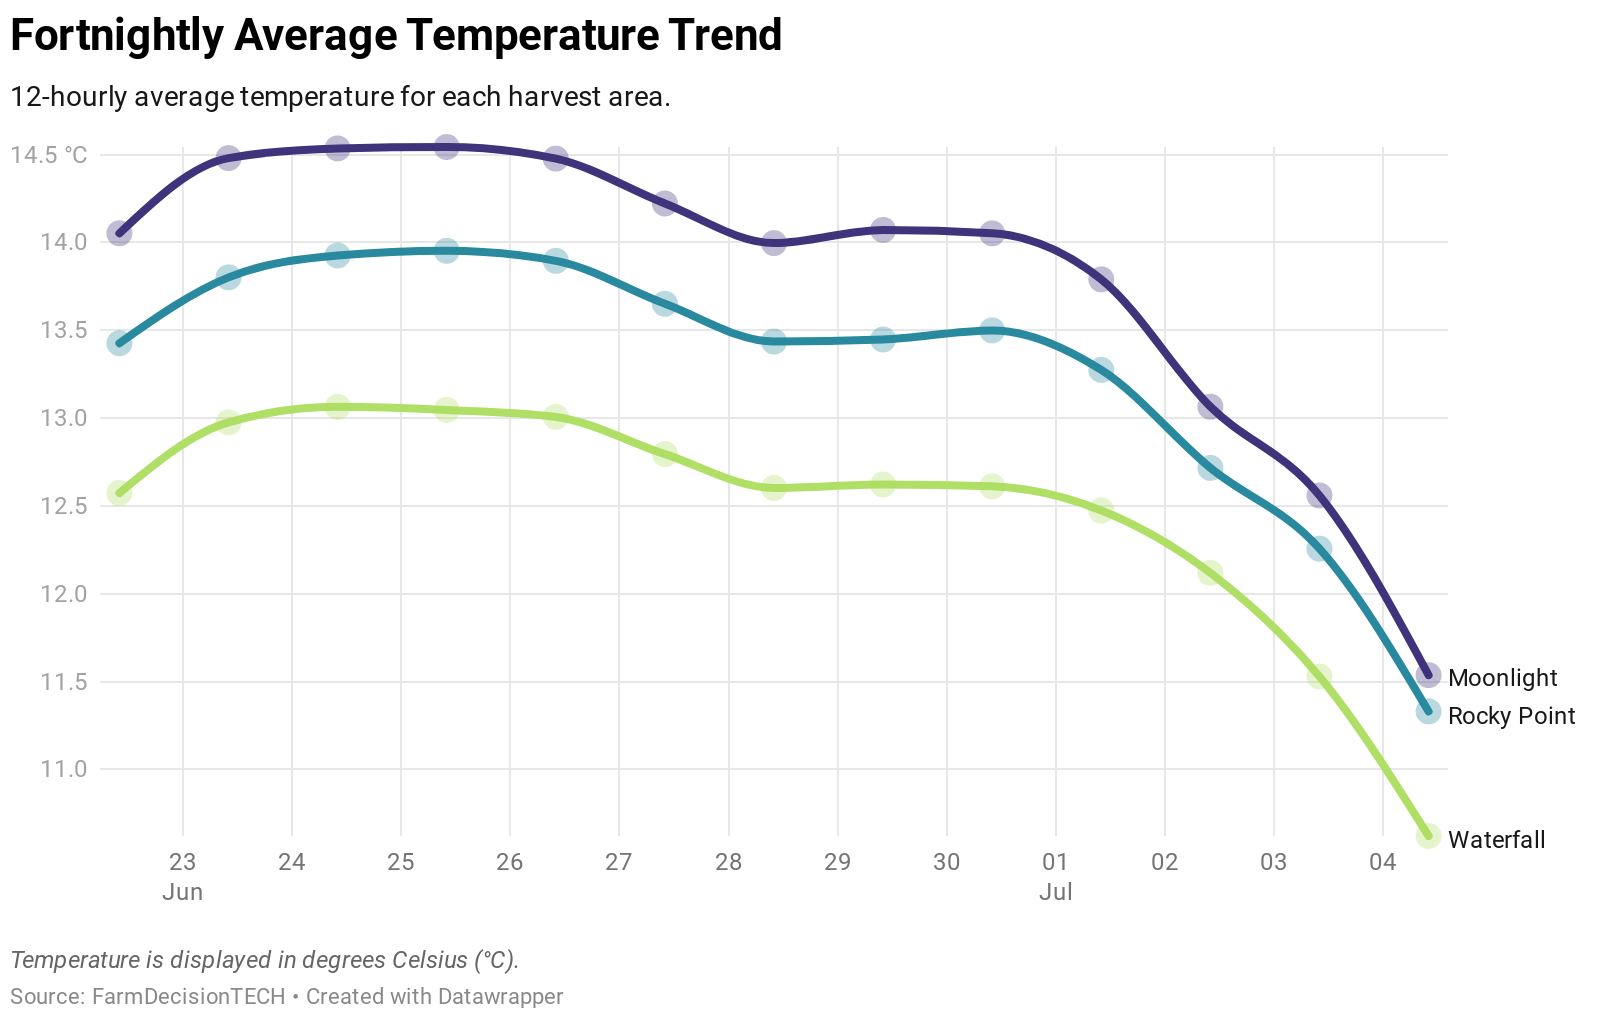 Fortnightly Average Temperature Trend
12-hourly average temperature for each harvest area.
14.5 °C
14.0
13.5
13.0
12.5
12.0
11.5
11.0
Moonlight
Rocky Point
Waterfall
23 24 25 26 27 28 29 30 01 02 03 04
Jun Jul
Temperature is displayed in degrees Celsius (°C).
Source: FarmDecisionTECH • Created with Datawrapper